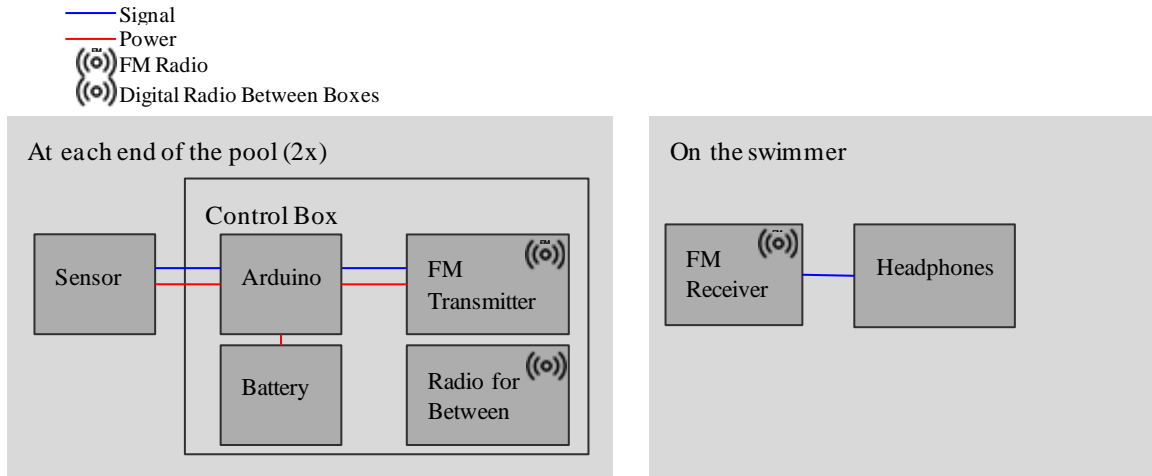 Signal
Power
FM Radio
Digital Radio Between Boxes
At each end of the pool (2x)
Control Box
Sensor
Arduino
FM
Transmitter
Battery
Radio for
Between
On the swimmer
FM
Receiver
Headphones